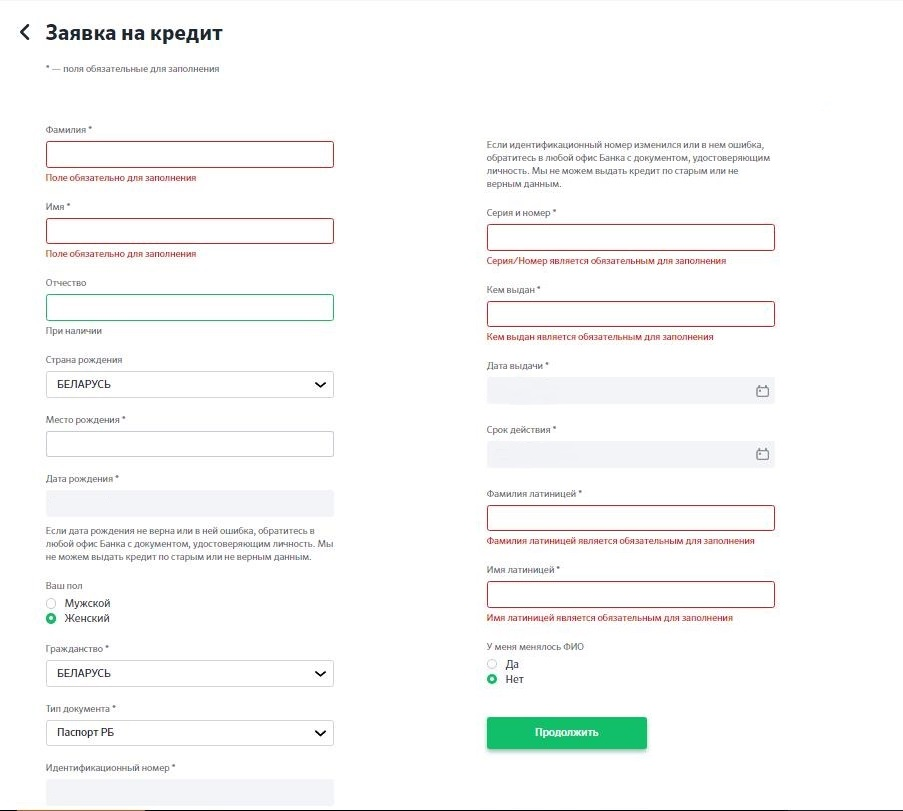 Заявка на кредит
* — поля обязательные для заполнения
Фамилия *
Поле обязательно для заполнения
Имя *
Поле обязательно для заполнения
Отчество
При наличии
Страна рождения
БЕЛАРУСЬ
Место рождения *
Дата рождения *
Если дата рождения не верна или в ней ошибка, обратитесь в
любой офис Банка с документом, удостоверяющим личность. Мы
не можем выдать кредит по старым или не верным данным.
Ваш пол
Мужской
Женский
Гражданство *
БЕЛАРУСЬ
Тип документа *
Паспорт РБ
Идентификационный номер *
Если идентификационный номер изменился или в нем ошибка,
обратитесь в любой офис Банка с документом, удостоверяющим
личность. Мы не можем выдать кредит по старым или не
верным данным.
Серия и номер *
Серия/Номер является обязательным для заполнения
Кем выдан *
Кем выдан является обязательным для заполнения
Дата выдачи *
Срок действия *
Фамилия латиницей *
Фамилия латиницей является обязательным для заполнения
Имя латиницей *
Имя латиницей является обязательным для заполнения
У меня менялось ФИО
Да
Нет
Продолжить